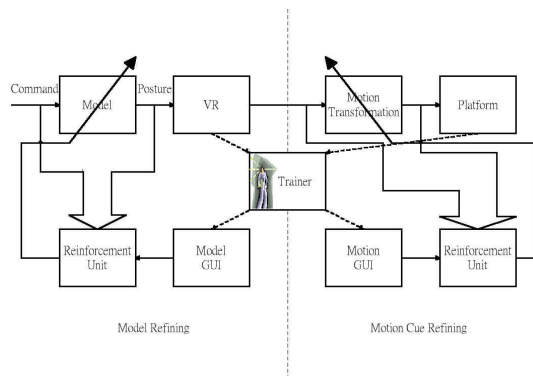 Command
Model
Posture
VR
Motion
Transformation
Platform
Trainer
Reinforcement
Unit
Model
GUI
Motion
GUI
Reinforcement
Unit
Model Refining
Motion Cue Refining